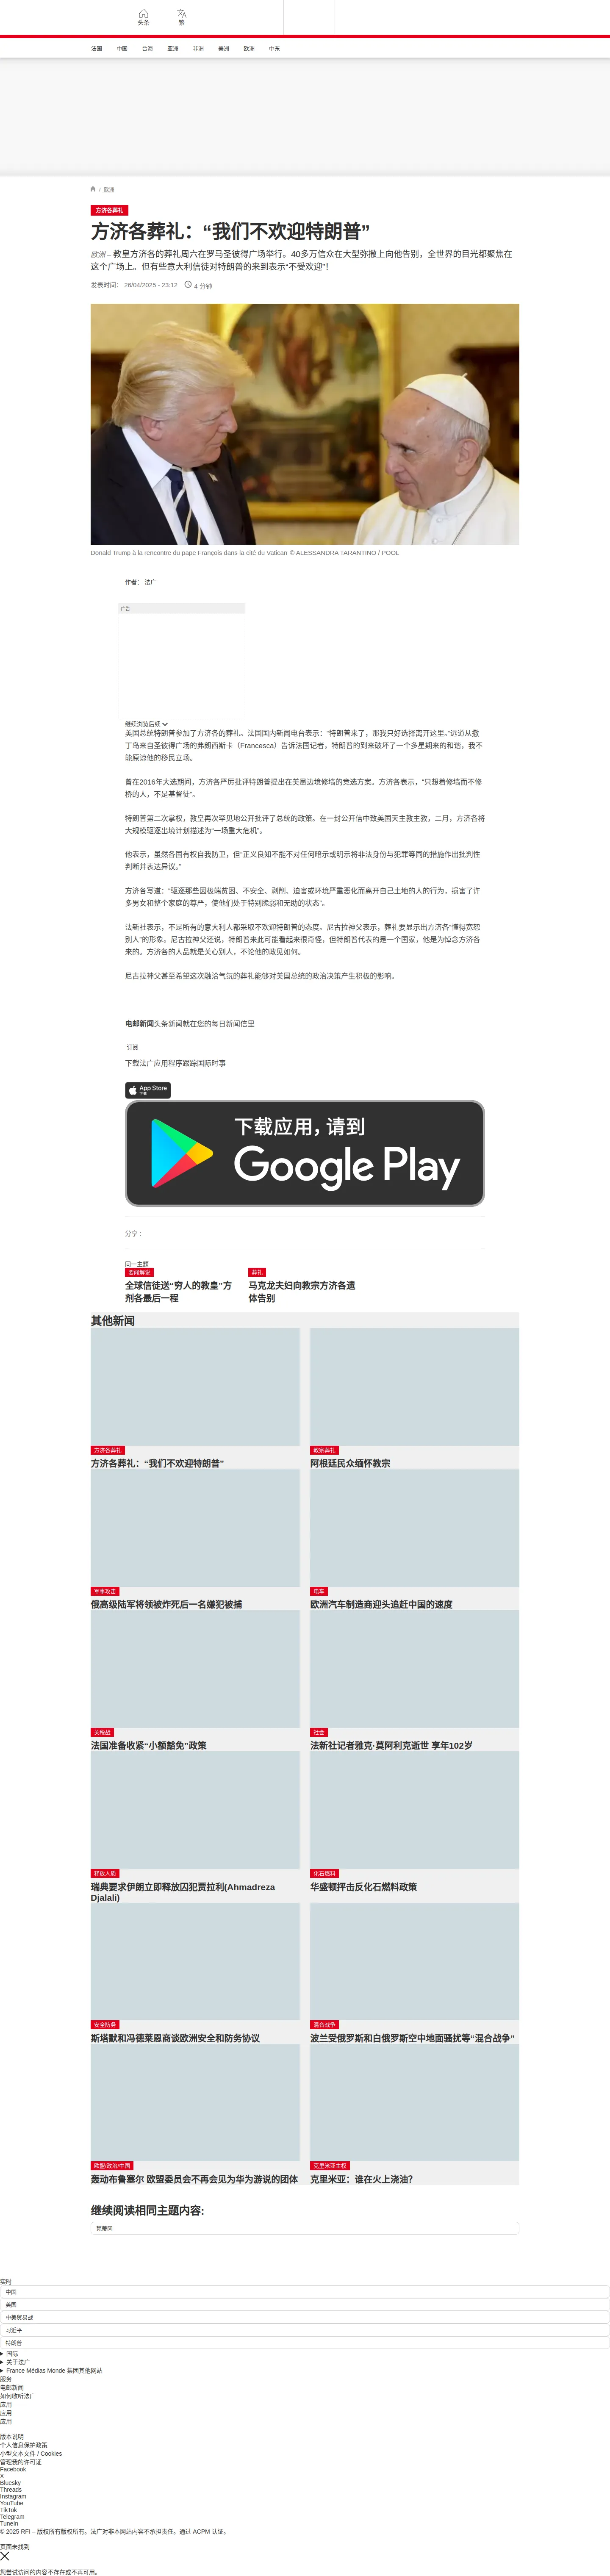 头条
繁
法国 中国 台海 亚洲 非洲 美洲 欧洲 中东
/ 欧洲
方济各葬礼
方济各葬礼：“我们不欢迎特朗普”
欧洲 – 教皇方济各的葬礼周六在罗马圣彼得广场举行。40多万信众在大型弥撒上向他告别，全世界的目光都聚焦在
这个广场上。但有些意大利信徒对特朗普的来到表示“不受欢迎”！
发表时间： 26/04/2025 - 23:12 4 分钟
Donald Trump à la rencontre du pape François dans la cité du Vatican © ALESSANDRA TARANTINO / POOL
作者： 法广
广告
继续浏览后续
美国总统特朗普参加了方济各的葬礼。法国国内新闻电台表示：“特朗普来了，那我只好选择离开这里。”远道从撒
丁岛来自圣彼得广场的弗朗西斯卡（Francesca）告诉法国记者，特朗普的到来破坏了一个多星期来的和谐，我不
能原谅他的移民立场。
曾在2016年大选期间，方济各严厉批评特朗普提出在美墨边境修墙的竞选方案。方济各表示，“只想着修墙而不修
桥的人，不是基督徒”。
特朗普第二次掌权，教皇再次罕见地公开批评了总统的政策。在一封公开信中致美国天主教主教，二月，方济各将
大规模驱逐出境计划描述为“一场重大危机”。
他表示，虽然各国有权自我防卫，但“正义良知不能不对任何暗示或明示将非法身份与犯罪等同的措施作出批判性
判断并表达异议。”
方济各写道：“驱逐那些因极端贫困、不安全、剥削、迫害或环境严重恶化而离开自己土地的人的行为，损害了许
多男女和整个家庭的尊严，使他们处于特别脆弱和无助的状态”。
法新社表示，不是所有的意大利人都采取不欢迎特朗普的态度。尼古拉神父表示，葬礼要显示出方济各“懂得宽恕
别人”的形象。尼古拉神父还说，特朗普来此可能看起来很奇怪，但特朗普代表的是一个国家，他是为悼念方济各
来的。方济各的人品就是关心别人，不论他的政见如何。
尼古拉神父甚至希望这次融洽气氛的葬礼能够对美国总统的政治决策产生积极的影响。
电邮新闻头条新闻就在您的每日新闻信里
订阅
下载法广应用程序跟踪国际时事
App Store
下载
下载应用，请到
Google Play
分享 :
同一主题
要闻解说
全球信徒送“穷人的教皇”方
济各最后一程
葬礼
马克龙夫妇向教宗方济各遗
体告别
其他新闻
方济各葬礼
方济各葬礼：“我们不欢迎特朗普”
教宗葬礼
阿根廷民众缅怀教宗
军事攻击
俄高级陆军将领被炸死后一名嫌犯被捕
电车
欧洲汽车制造商迎头追赶中国的速度
关税战
法国准备收紧“小额豁免”政策
社会
法新社记者雅克·莫阿利克逝世 享年102岁
释放人质
瑞典要求伊朗立即释放囚犯贾拉利(Ahmadreza
Djalali)
化石燃料
华盛顿抨击反化石燃料政策
安全防务
斯塔默和冯德莱恩商谈欧洲安全和防务协议
混合战争
波兰受俄罗斯和白俄罗斯空中地面骚扰等“混合战争”
欧盟/政治/中国
轰动布鲁塞尔 欧盟委员会不再会见为华为游说的团体
克里米亚主权
克里米亚：谁在火上浇油？
继续阅读相同主题内容:
梵蒂冈
实时
中国
美国
中美贸易战
习近平
特朗普
国际
关于法广
France Médias Monde 集团其他网站
服务
电邮新闻
如何收听法广
应用
应用
应用
版本说明
个人信息保护政策
小型文本文件 / Cookies
管理我的许可证
Facebook
X
Bluesky
Threads
Instagram
YouTube
TikTok
Telegram
TuneIn
© 2025 RFI – 版权所有版权所有。法广对非本网站内容不承担责任。通过 ACPM 认证。
页面未找到
您尝试访问的内容不存在或不再可用。